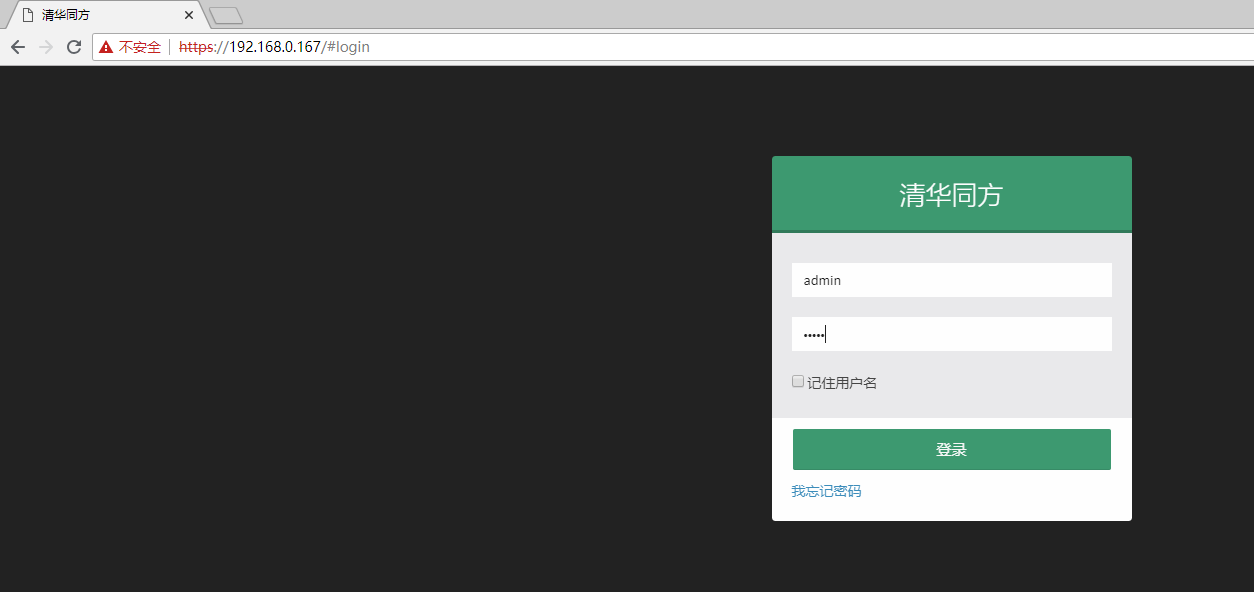 清华同方
不安全 https://192.168.0.167/#login
清华同方
admin
•••••
记住用户名
登录
我忘记密码